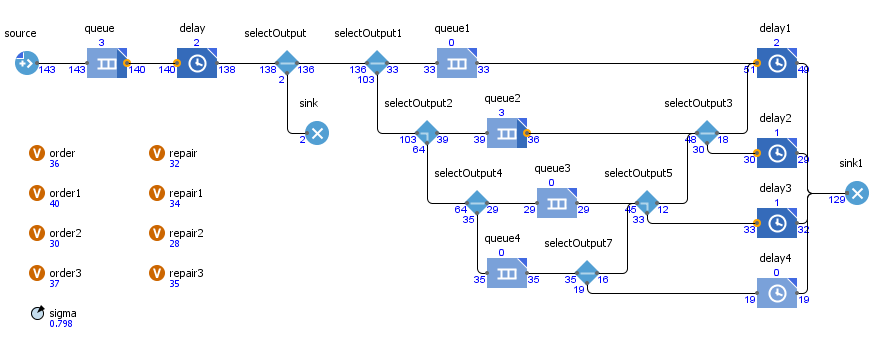 source
queue
delay
selectOutput
selectOutput1
queue1
delay1
3
2
0
2
143
143
140
140
138
138
136
136
33
33
33
51
49
2
103
sink
selectOutput2
queue2
selectOutput3
delay2
3
1
2
103
39
39
36
48
18
64
30
30
29
order
36
repair
32
selectOutput4
queue3
selectOutput5
delay3
sink1
0
1
order1
40
repair1
34
64
29
29
29
45
12
129
35
33
33
32
order2
30
repair2
28
queue4
selectOutput7
delay4
0
0
order3
37
repair3
35
35
35
35
16
19
19
19
sigma
0.798